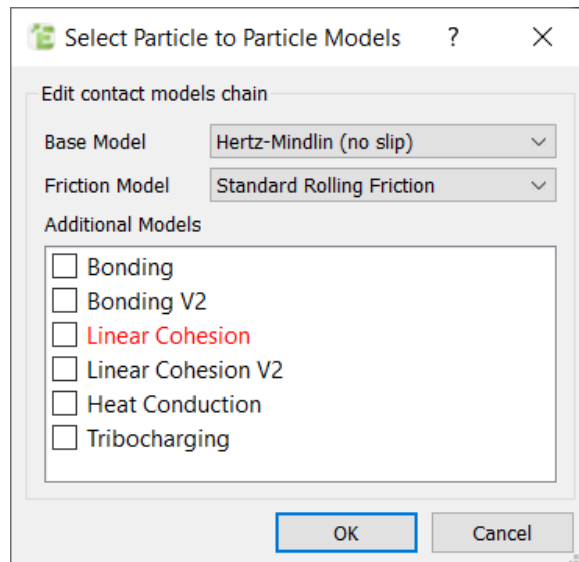 Select Particle to Particle Models ?
Edit contact models chain
Base Model Hertz-Mindlin (no slip)
Friction Model Standard Rolling Friction
Additional Models
Bonding
Bonding V2
Linear Cohesion
Linear Cohesion V2
Heat Conduction
Tribocharging
OK Cancel